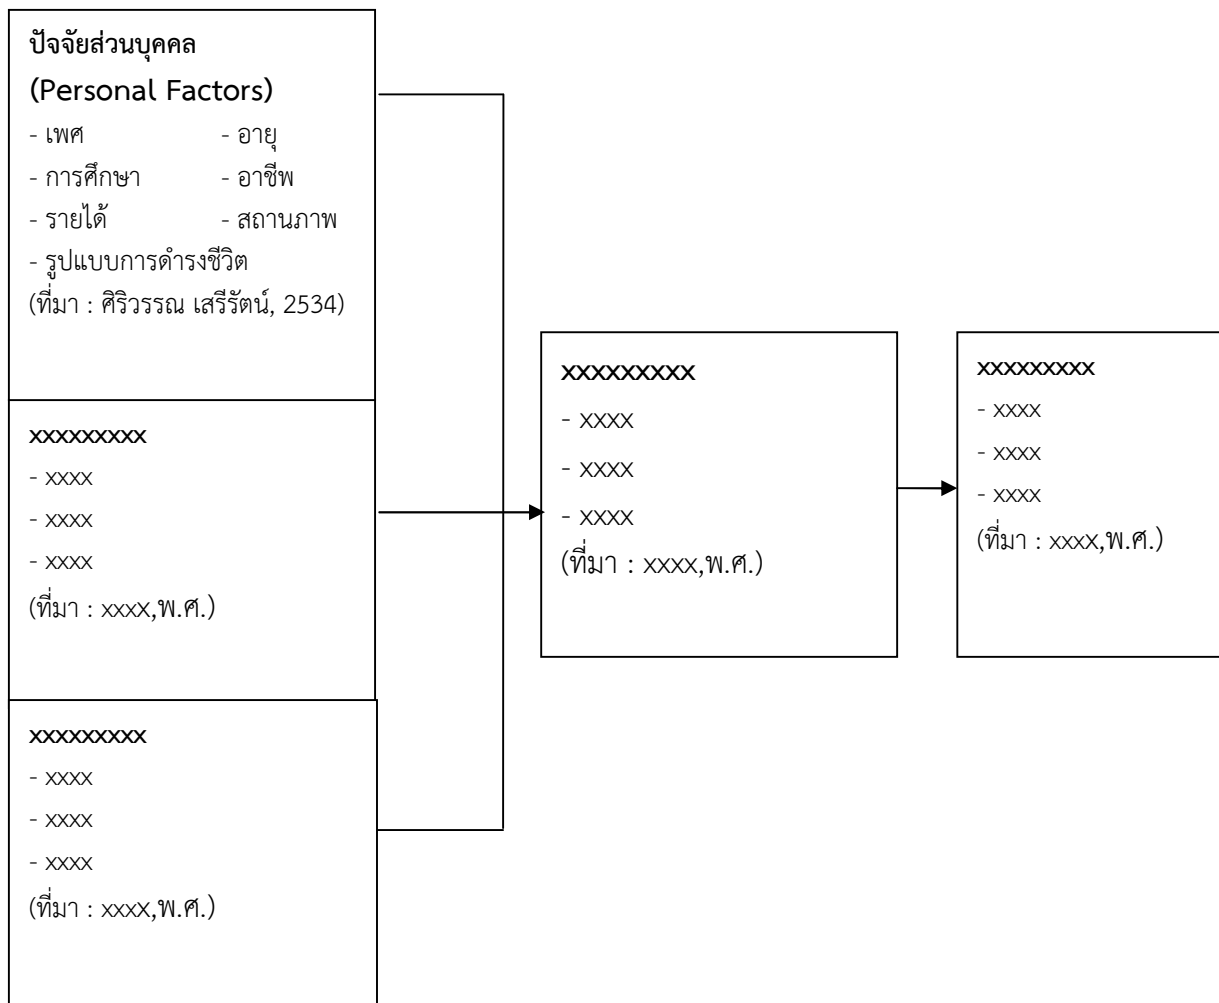 ปัจจัยส่วนบุคคล
(Personal Factors)
- เพศ - อายุ
- การศึกษา - อาชีพ
- รายได้ - สถานภาพ
- รูปแบบการดำรงชีวิต
(ที่มา : ศิริวรรณ เสรีรัตน์, 2534)
xxxxxxxxx
- xxxx
- xxxx
- xxxx
(ที่มา : xxxx,พ.ศ.)
xxxxxxxxx
- xxxx
- xxxx
- xxxx
(ที่มา : xxxx,พ.ศ.)
xxxxxxxxx
- xxxx
- xxxx
- xxxx
(ที่มา : xxxx,พ.ศ.)
xxxxxxxxx
- xxxx
- xxxx
- xxxx
(ที่มา : xxxx,พ.ศ.)